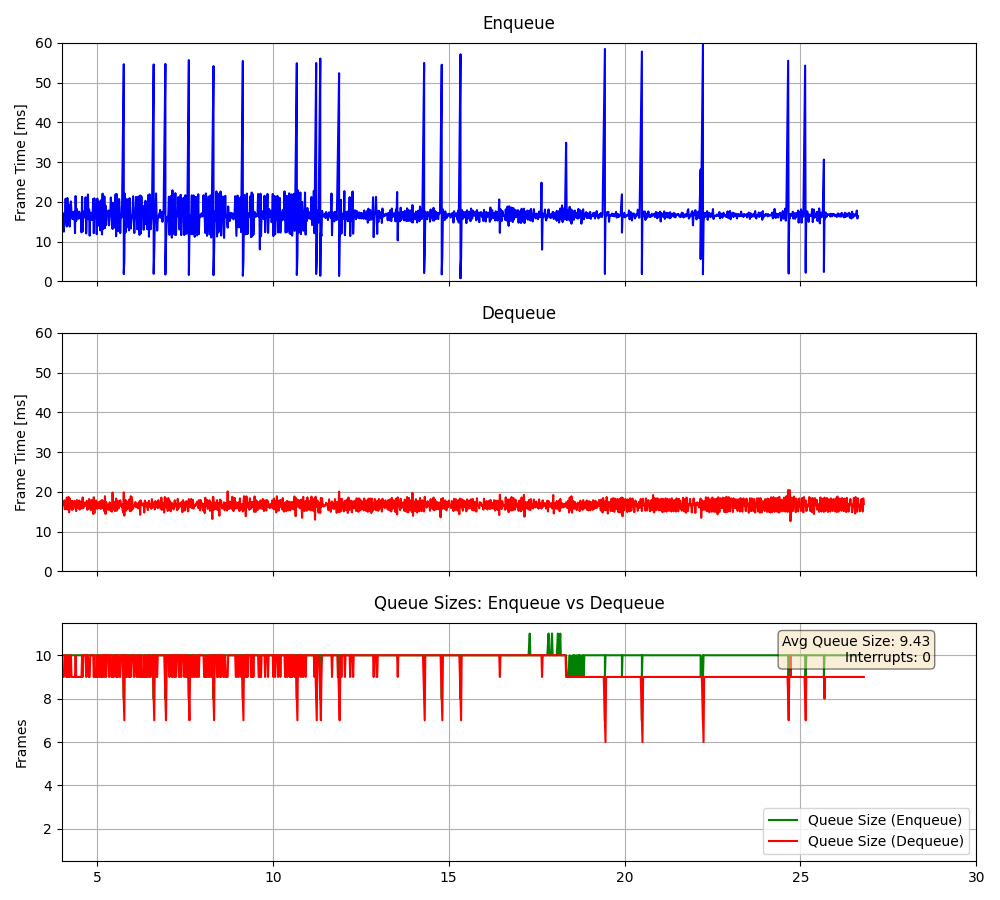 Enqueue
60
50
40
30
20
10
0
Frame Time [ms]
Dequeue
60
50
40
30
20
10
0
Frame Time [ms]
Queue Sizes: Enqueue vs Dequeue
Avg Queue Size: 9.43
Interrupts: 0
10
8
6
4
2
Frames
Queue Size (Enqueue)
Queue Size (Dequeue)
5 10 15 20 25 30